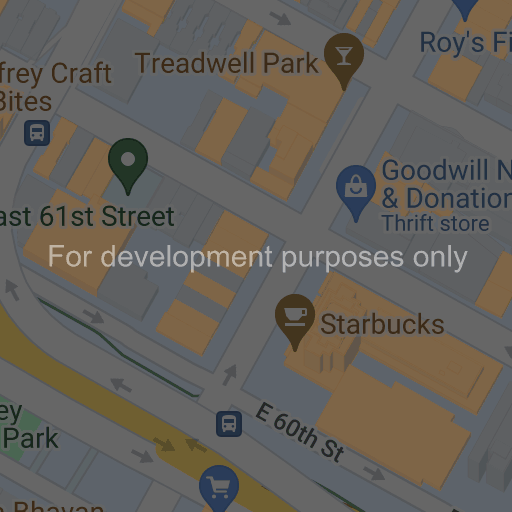 Roy's Fi
Treadwell Park
frey Craft
Bites
Goodwill N
& Donation
Thrift store
ast 61st Street
For development purposes only
Starbucks
E 60th St
ey
Park
Bhavan